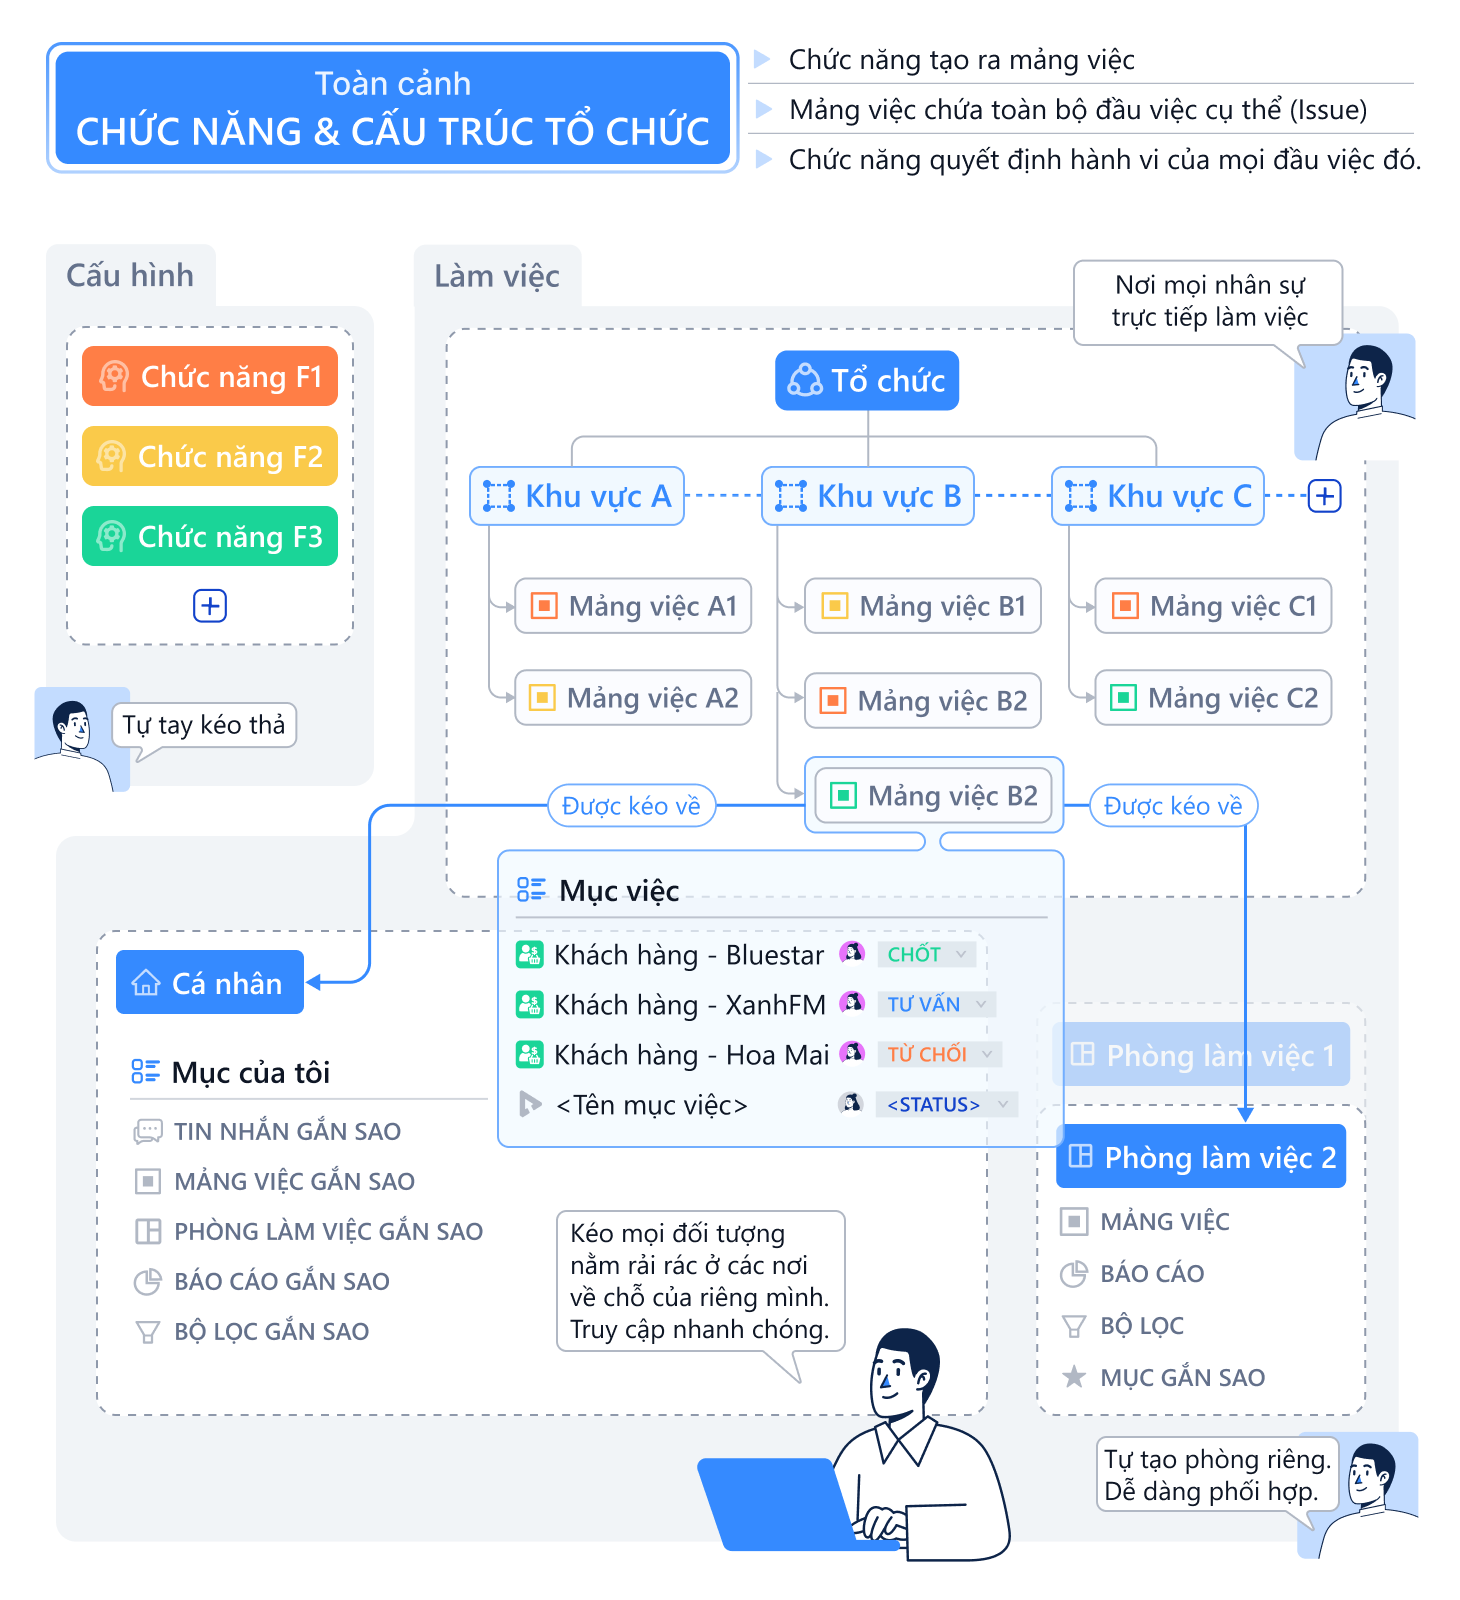 Toàn cảnh
CHỨC NĂNG & CẤU TRÚC TỔ CHỨC
Chức năng tạo ra mảng việc
Mảng việc chứa toàn bộ đầu việc cụ thể (Issue)
Chức năng quyết định hành vi của mọi đầu việc đó.
Cấu hình
Chức năng F1
Chức năng F2
Chức năng F3
Tự tay kéo thả
Làm việc
Nơi mọi nhân sự
trực tiếp làm việc
Tổ chức
Khu vực A
Khu vực B
Khu vực C
Mảng việc A1
Mảng việc B1
Mảng việc C1
Mảng việc A2
Mảng việc B2
Mảng việc C2
Được kéo về
Mảng việc B2
Được kéo về
Mục việc
Khách hàng - Bluestar CHỐT
Khách hàng - XanhFM TƯ VẤN
Khách hàng - Hoa Mai TỪ CHỐI
<Tên mục việc> <STATUS>
Cá nhân
Mục của tôi
TIN NHẮN GẮN SAO
MẢNG VIỆC GẮN SAO
PHÒNG LÀM VIỆC GẮN SAO
BÁO CÁO GẮN SAO
BỘ LỌC GẮN SAO
Kéo mọi đối tượng
nằm rải rác ở các nơi
về chỗ của riêng mình.
Truy cập nhanh chóng.
Phòng làm việc 1
Phòng làm việc 2
MẢNG VIỆC
BÁO CÁO
BỘ LỌC
MỤC GẮN SAO
Tự tạo phòng riêng.
Dễ dàng phối hợp.